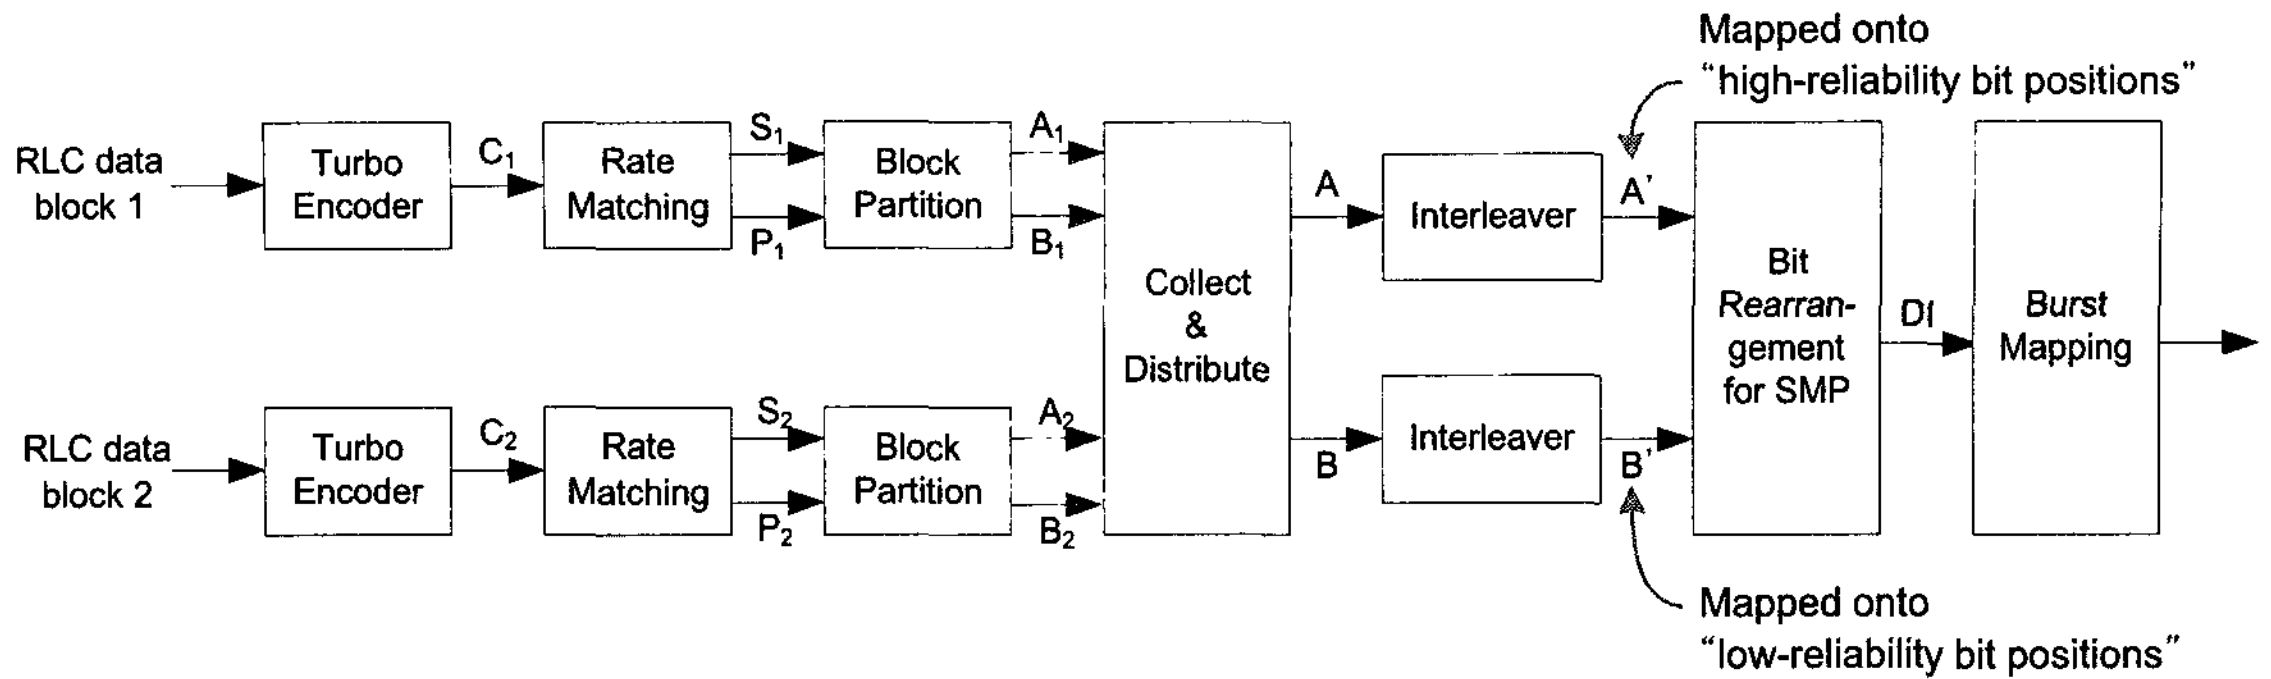 Mapped onto
“high-reliability bit positions”
RLC data
block 1
Turbo
Encoder
C1
Rate
Matching
S1
P1
Block
Partition
A1
B1
Collect
&
Distribute
A
Interleaver
A'
Bit
Rearran-
gement
for SMP
DI
Burst
Mapping
RLC data
block 2
Turbo
Encoder
C2
Rate
Matching
S2
P2
Block
Partition
A2
B2
B
Interleaver
B'
Mapped onto
“low-reliability bit positions”